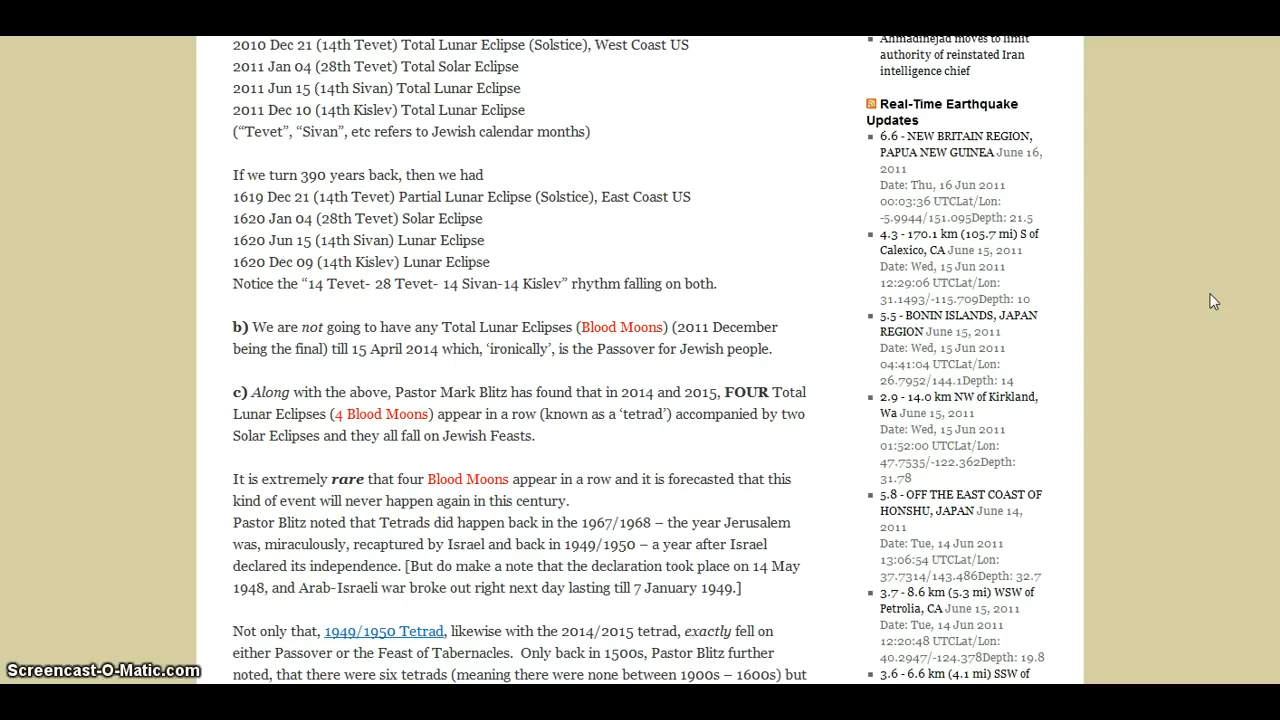 2010 Dec 21 (14th Tevet) Total Lunar Eclipse (Solstice), West Coast US
2011 Jan 04 (28th Tevet) Total Solar Eclipse
2011 Jun 15 (14th Sivan) Total Lunar Eclipse
2011 Dec 10 (14th Kislev) Total Lunar Eclipse
(“Tevet”, “Sivan”, etc refers to Jewish calendar months)
If we turn 390 years back, then we had
1619 Dec 21 (14th Tevet) Partial Lunar Eclipse (Solstice), East Coast US
1620 Jan 04 (28th Tevet) Solar Eclipse
1620 Jun 15 (14th Sivan) Lunar Eclipse
1620 Dec 09 (14th Kislev) Lunar Eclipse
Notice the “14 Tevet- 28 Tevet- 14 Sivan-14 Kislev” rhythm falling on both.
b) We are not going to have any Total Lunar Eclipses (Blood Moons) (2011 December
being the final) till 15 April 2014 which, ‘ironically’, is the Passover for Jewish people.
c) Along with the above, Pastor Mark Blitz has found that in 2014 and 2015, FOUR Total
Lunar Eclipses (4 Blood Moons) appear in a row (known as a ‘tetrad’) accompanied by two
Solar Eclipses and they all fall on Jewish Feasts.
It is extremely rare that four Blood Moons appear in a row and it is forecasted that this
kind of event will never happen again in this century.
Pastor Blitz noted that Tetrads did happen back in the 1967/1968 – the year Jerusalem
was, miraculously, recaptured by Israel and back in 1949/1950 – a year after Israel
declared its independence. [But do make a note that the declaration took place on 14 May
1948, and Arab-Israeli war broke out right next day lasting till 7 January 1949.]
Not only that, 1949/1950 Tetrad, likewise with the 2014/2015 tetrad, exactly fell on
either Passover or the Feast of Tabernacles.  Only back in 1500s, Pastor Blitz further
noted, that there were six tetrads (meaning there were none between 1900s – 1600s) but
Ahmadinejad moves to limit
authority of reinstated Iran
intelligence chief
Real-Time Earthquake
Updates
6.6 - NEW BRITAIN REGION,
PAPUA NEW GUINEA June 16,
2011
Date: Thu, 16 Jun 2011
00:03:36 UTCLat/Lon:
-5.9944/151.095Depth: 21.5
4.3 - 170.1 km (105.7 mi) S of
Calexico, CA June 15, 2011
Date: Wed, 15 Jun 2011
12:29:06 UTCLat/Lon:
31.1493/-115.709Depth: 10
5.5 - BONIN ISLANDS, JAPAN
REGION June 15, 2011
Date: Wed, 15 Jun 2011
04:41:04 UTCLat/Lon:
26.7952/144.1Depth: 14
2.9 - 14.0 km NW of Kirkland,
Wa June 15, 2011
Date: Wed, 15 Jun 2011
01:52:00 UTCLat/Lon:
47.7535/-122.362Depth:
31.78
5.8 - OFF THE EAST COAST OF
HONSHU, JAPAN June 14,
2011
Date: Tue, 14 Jun 2011
13:06:54 UTCLat/Lon:
37.7314/143.486Depth: 32.7
3.7 - 8.6 km (5.3 mi) WSW of
Petrolia, CA June 15, 2011
Date: Tue, 14 Jun 2011
12:20:48 UTCLat/Lon:
40.2947/-124.378Depth: 19.8
3.6 - 6.6 km (4.1 mi) SSW of
Screencast-O-Matic.com